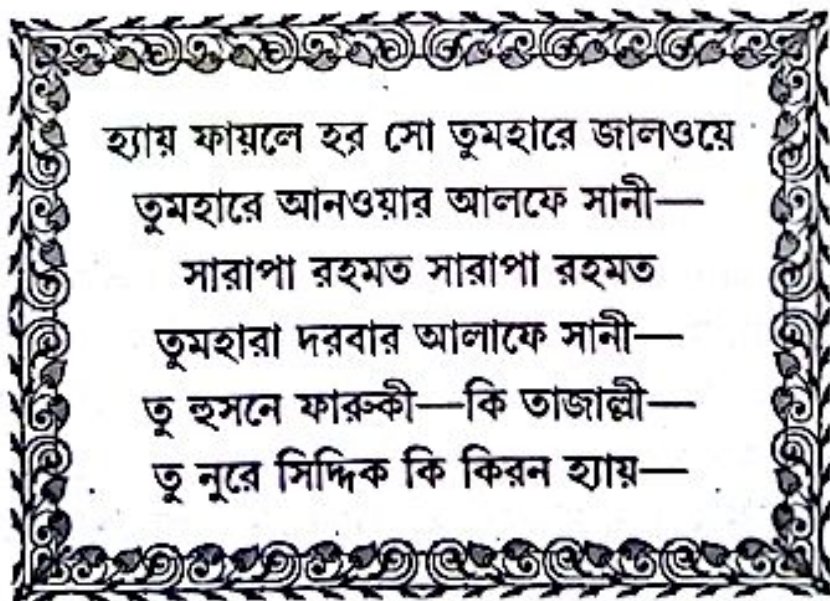 হ্যায় ফায়লে হর সো তুমহারে জালওয়ে
তুমহারে আনওয়ার আলফে সানী—
সারাপা রহমত সারাপা রহমত
তুমহারা দরবার আলাফে সানী—
তু হুসনে ফারুকী—কি তাজাল্লী—
তু নুরে সিদ্দিক কি কিরন হ্যায়—